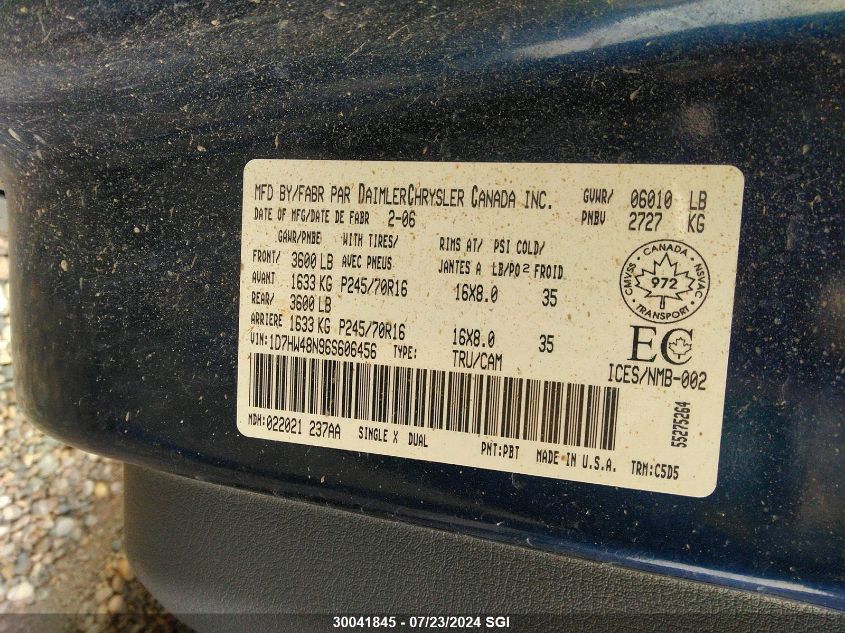 MFD BY/FABR PAR DAIMLERCHRYSLER CANADA INC. GVWR/ 06010 LB
DATE OF MFG/DATE DE FABR 2-06 PNBV 2727 KG
GAWR/PNBE WITH TIRES/ RIMS AT/ PSI COLD/
FRONT/ 3600 LB AVEC PNEUS JANTES A LB/PO2 FROID
AVANT 1633 KG P245/70R16 16X8.0 35
REAR/ 3600 LB
ARRIERE 1633 KG P245/70R16 16X8.0 35
VIN:1D7HW48N96S606456 TYPE: TRU/CAM
CANADA
CMVSS 972 NSVAC
TRANSPORT
EC
ICES/NMB-002
MDH:022021 237AA SINGLE X DUAL
PNT:PBT MADE IN U.S.A. TRM:C5D5
55275264
30041845 - 07/23/2024 SGI